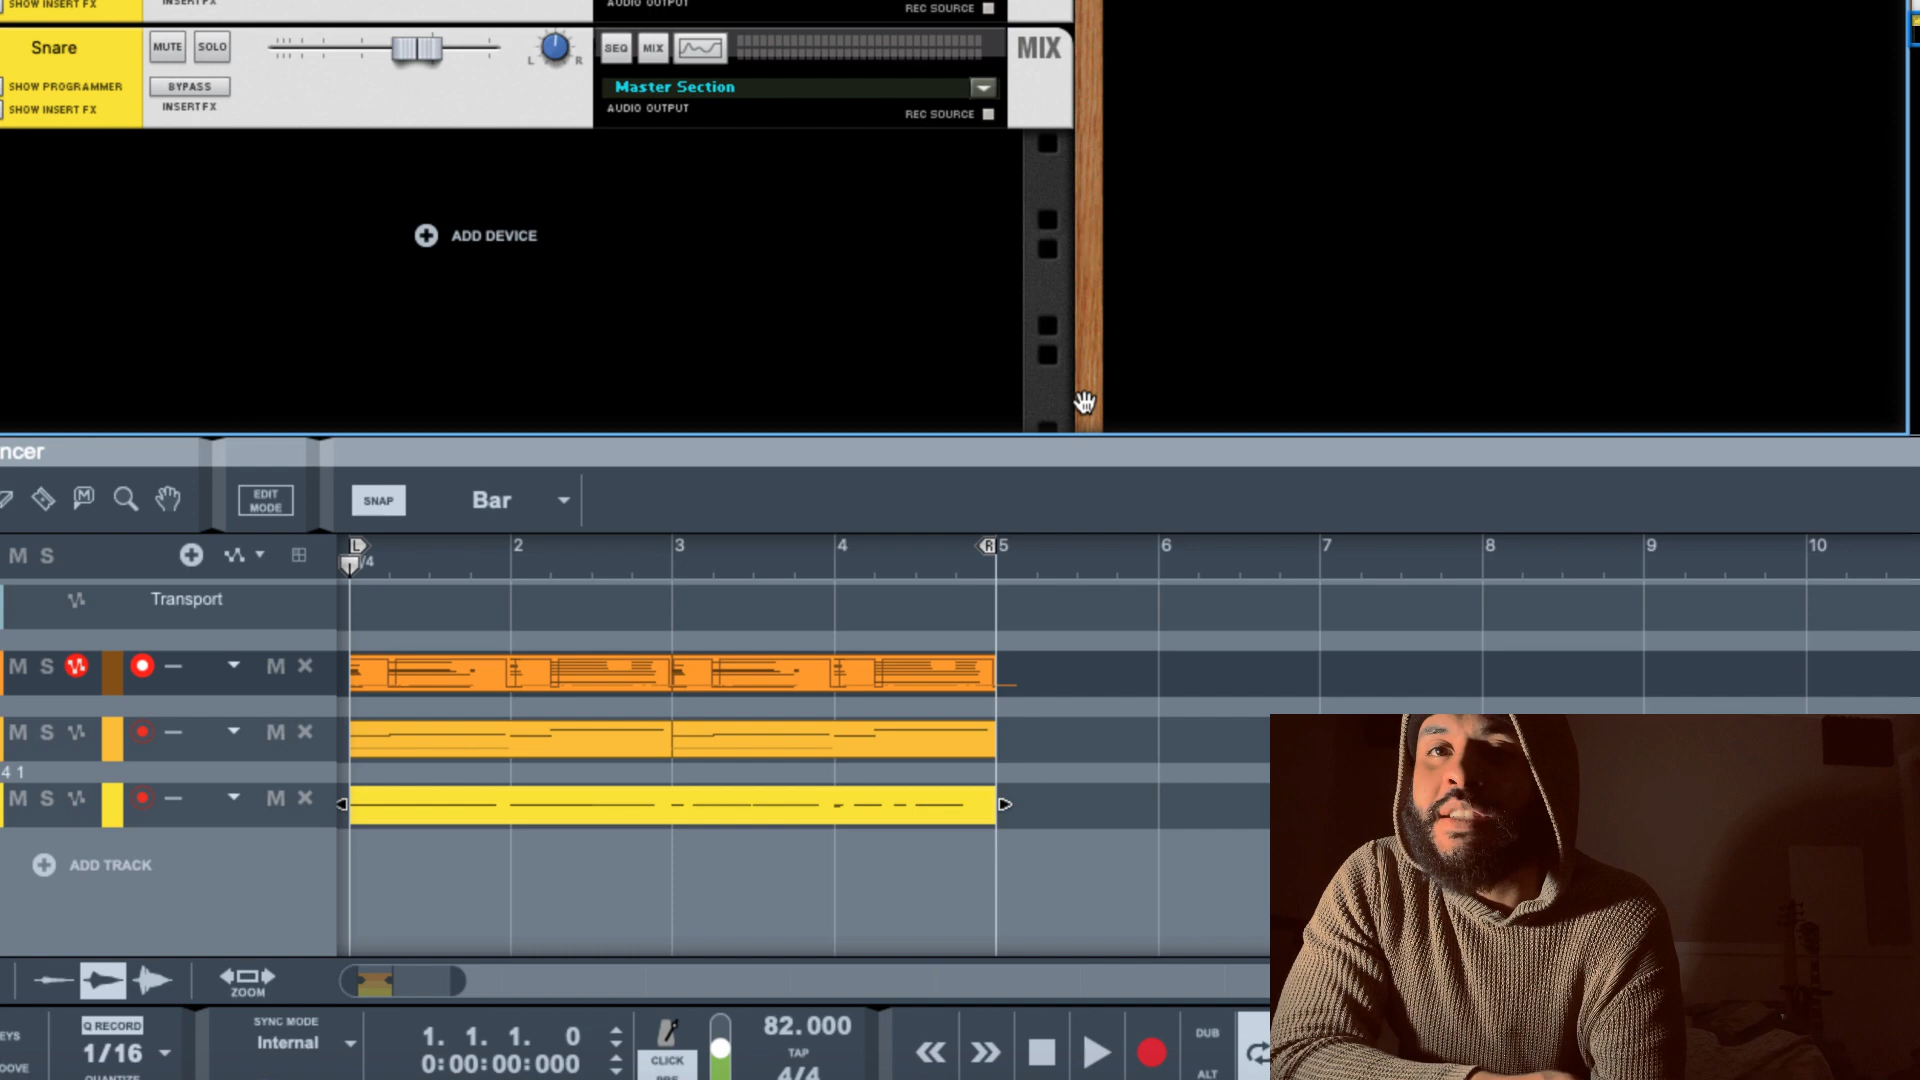 SHOW INSERT FX
INSERT FX
AUDIO OUTPUT
REC SOURCE
Snare
MUTE
SOLO
L
R
SEQ
MIX
MIX
SHOW PROGRAMMER
BYPASS
Master Section
SHOW INSERT FX
INSERT FX
AUDIO OUTPUT
REC SOURCE
ADD DEVICE
ncer
M
EDIT
MODE
SNAP
Bar
M S
L
/4
2
3
4
R
5
6
7
8
9
10
Transport
M S
M
M S
M
4 1
M S
M
ADD TRACK
ZOOM
EYS
OOVE
Q RECORD
1/16
QUANTIZE
SYNC MODE
Internal
1. 1. 1. 0
0:00:00:000
CLICK
PRE
82.000
TAP
4/4
DUB
ALT